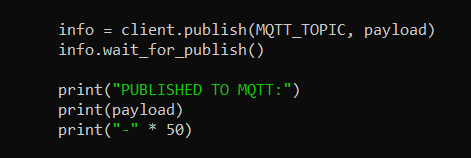 info = client.publish(MQTT_TOPIC, payload)
info.wait_for_publish()
print("PUBLISHED TO MQTT:")
print(payload)
print("-" * 50)